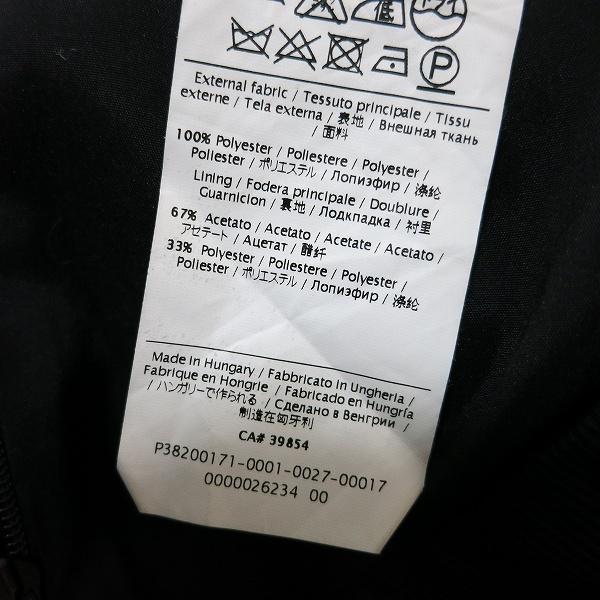 低
P
External fabric / Tessuto principale / Tissu
externe / Tela externa / 表地 / Внешная ткань
/ 面料
100% Polyester / Poliestere / Polyester /
Poliester / ポリエステル / Лопиэфир / 涤纶
Lining / Fodera principale / Doublure /
Guarnicion / 裏地 / Лодкпадка / 衬里
67% Acetato / Acetato / Acetate / Acetato /
アセテート / Ацетат / 醋纤
33% Polyester / Poliestere / Polyester /
Poliester / ポリエステル / Лопиэфир / 涤纶
Made in Hungary / Fabbricato in Ungheria /
Fabrique en Hongrie / Fabricado en Hungría
/ ハンガリーで作られる / Сделано в Венгрии /
制造在匈牙利
CA# 39854
P38200171-0001-0027-00017
0000026234 00